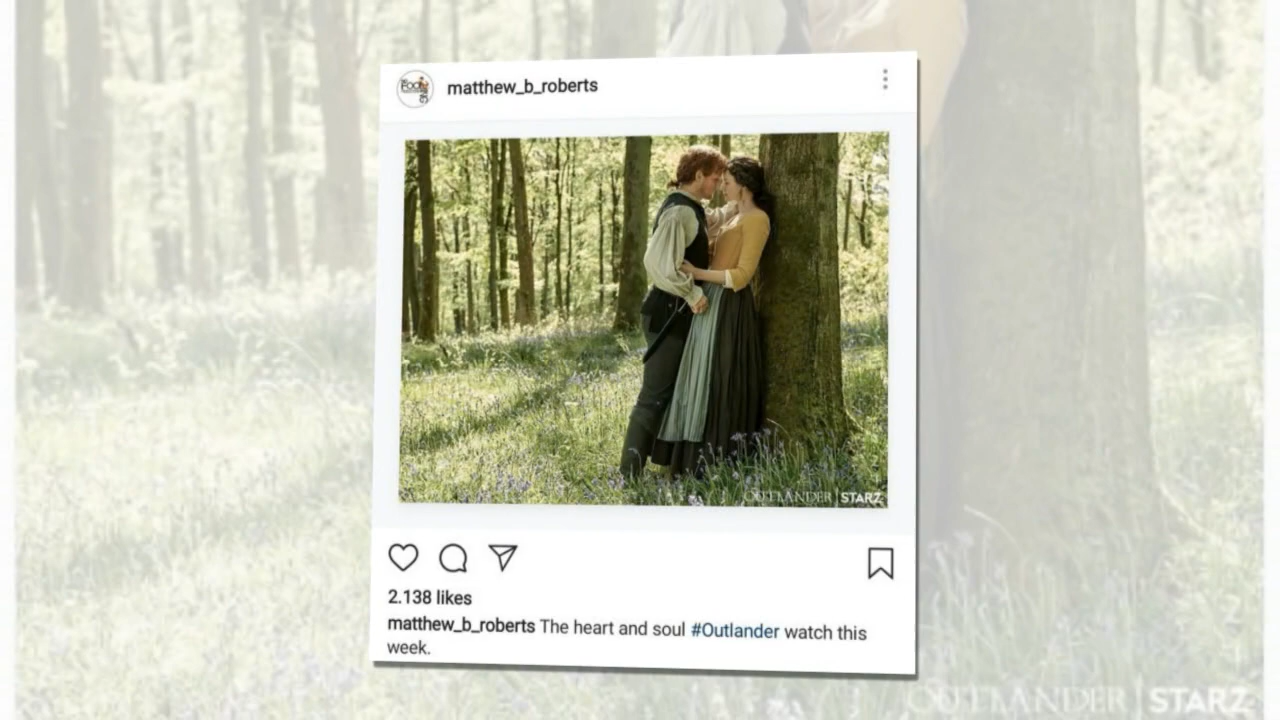 matthew_b_roberts
OUTLANDER | STARZ
2.138 likes
matthew_b_roberts The heart and soul #Outlander watch this
week.
OUTLANDER | STARZ